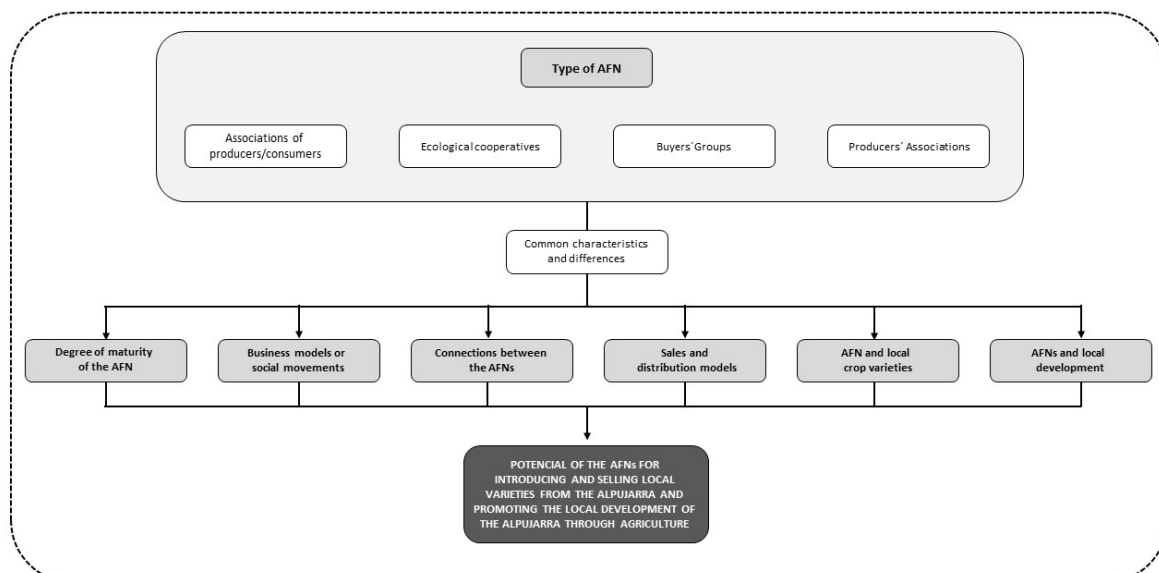 Type of AFN
Associations of
producers/consumers
Ecological cooperatives
Buyers´Groups
Producers´ Associations
Common characteristics
and differences
Degree of maturity
of the AFN
Business models or
social movements
Connections between
the AFNs
Sales and
distribution models
AFN and local
crop varieties
AFNs and local
development
POTENCIAL OF THE AFNs FOR
INTRODUCING AND SELLING LOCAL
VARIETIES FROM THE ALPUJARRA AND
PROMOTING THE LOCAL DEVELOPMENT OF
THE ALPUJARRA THROUGH AGRICULTURE